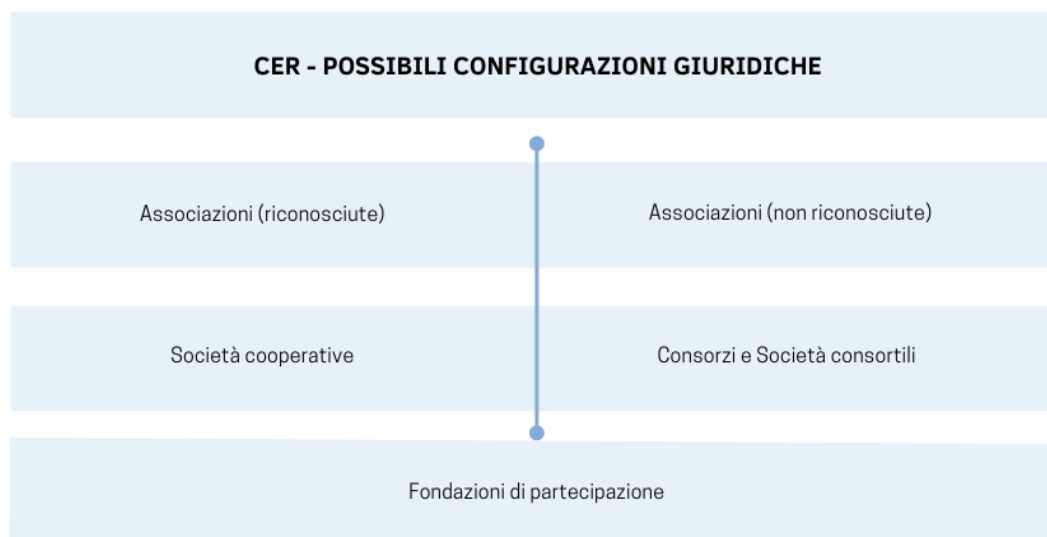 CER - POSSIBILI CONFIGURAZIONI GIURIDICHE
Associazioni (riconosciute)
Associazioni (non riconosciute)
Società cooperative
Consorzi e Società consortili
Fondazioni di partecipazione